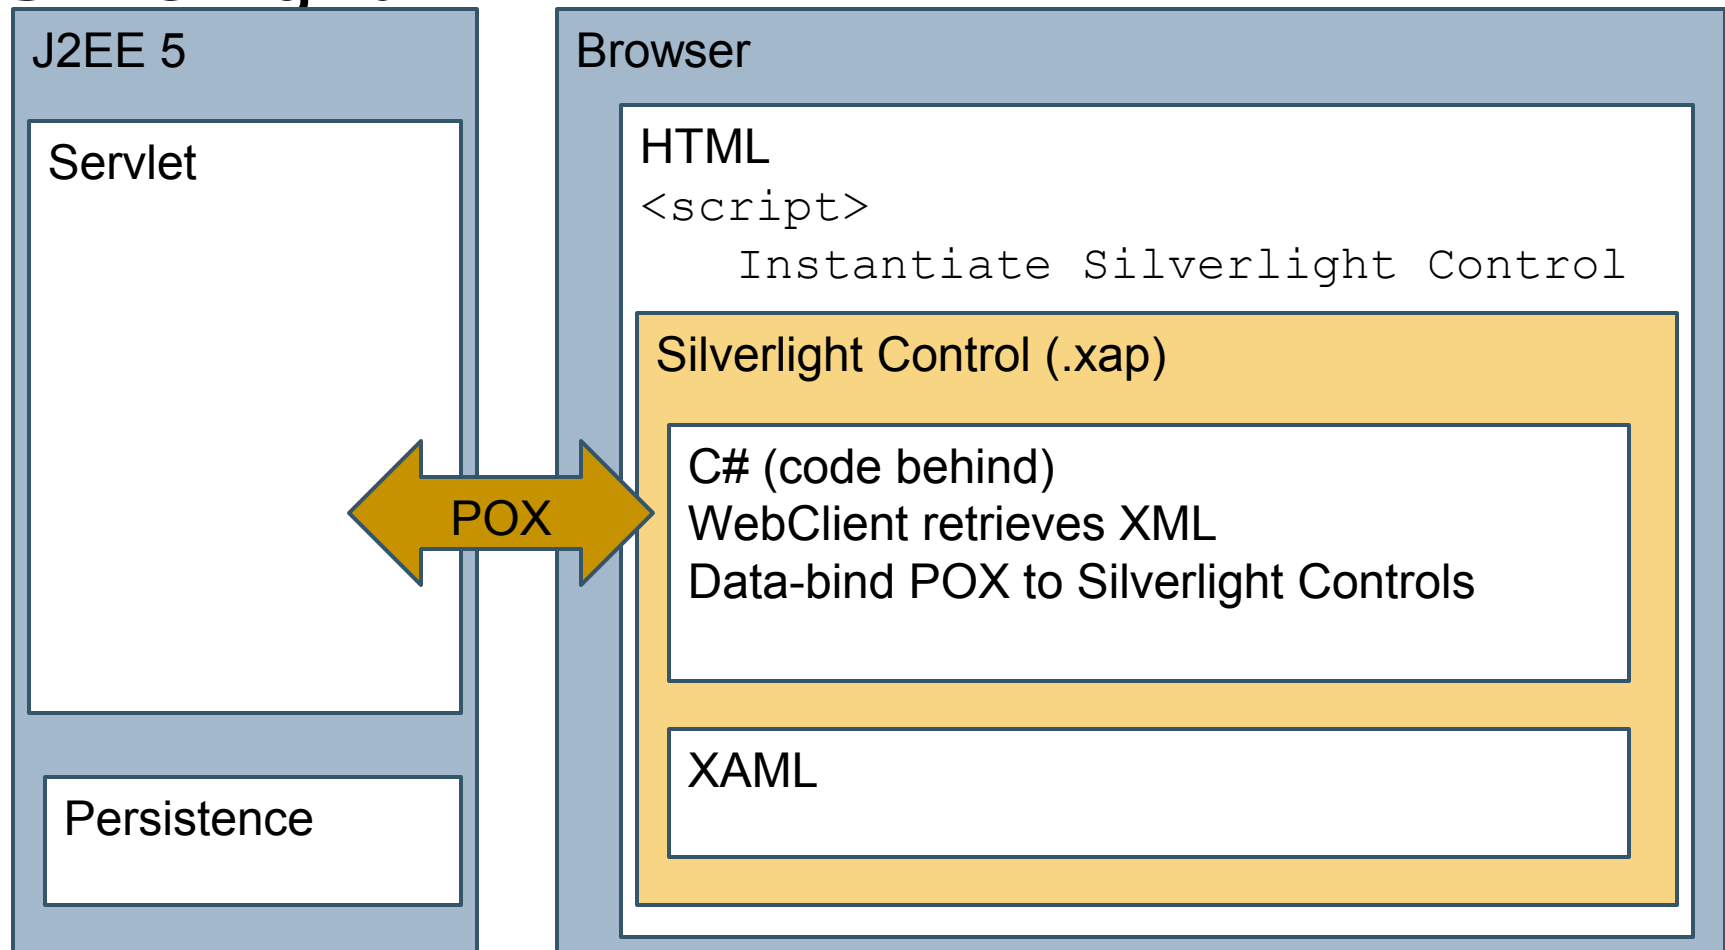 J2EE 5
Servlet
Persistence
POX
Browser
HTML
<script>
Instantiate Silverlight Control
Silverlight Control (.xap)
C# (code behind)
WebClient retrieves XML
Data-bind POX to Silverlight Controls
XAML